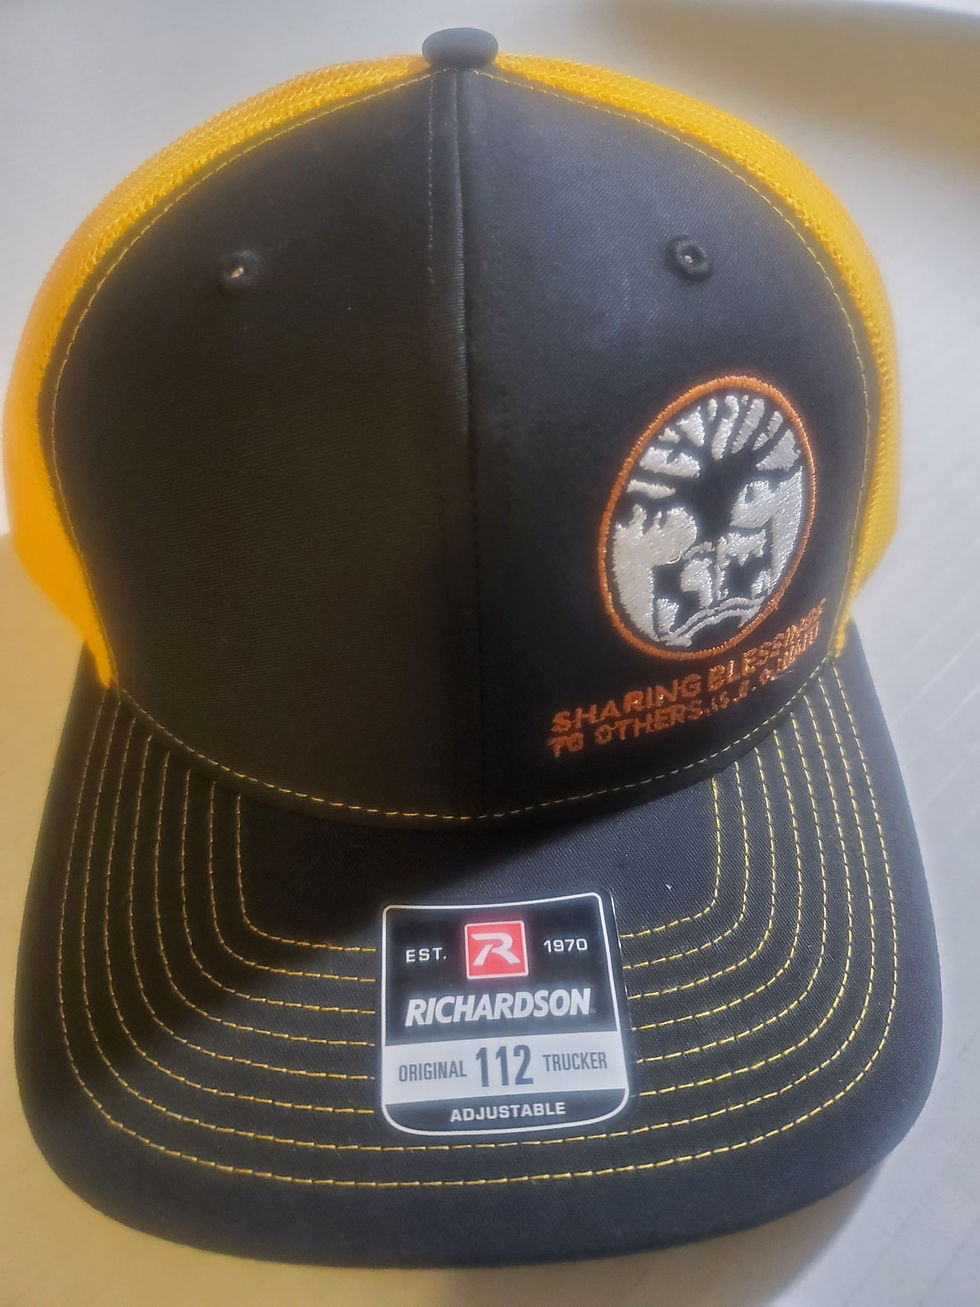 SHARING BLESSINGS
TO OTHERS
EST. R 1970
RICHARDSON
ORIGINAL 112 TRUCKER
ADJUSTABLE